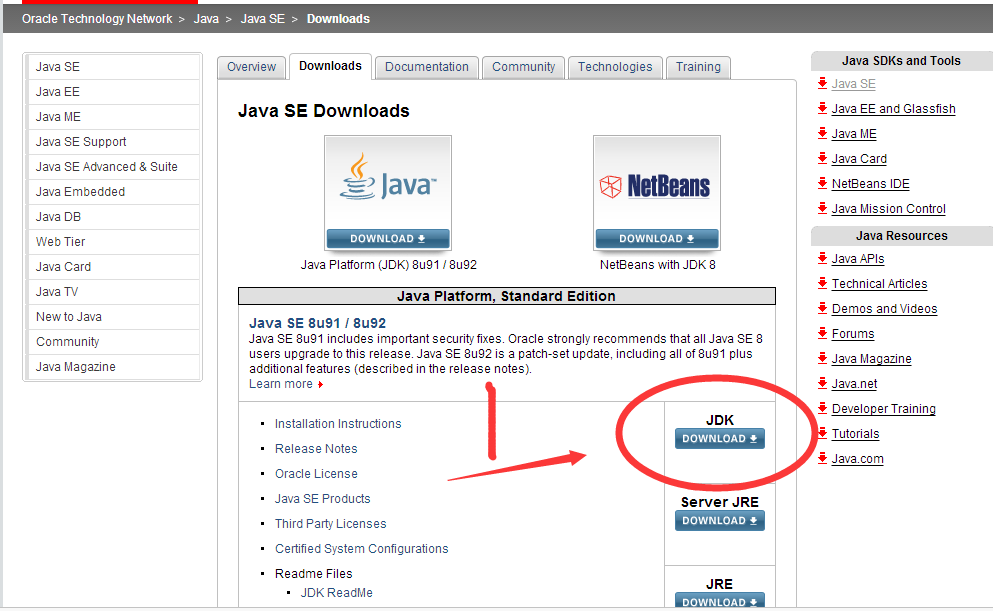 Oracle Technology Network > Java > Java SE > Downloads
Java SE
Java EE
Java ME
Java SE Support
Java SE Advanced & Suite
Java Embedded
Java DB
Web Tier
Java Card
Java TV
New to Java
Community
Java Magazine
Overview
Downloads
Documentation
Community
Technologies
Training
Java SE Downloads
Java™
DOWNLOAD
Java Platform (JDK) 8u91 / 8u92
NetBeans
DOWNLOAD
NetBeans with JDK 8
Java Platform, Standard Edition
Java SE 8u91 / 8u92
Java SE 8u91 includes important security fixes. Oracle strongly recommends that all Java SE 8
users upgrade to this release. Java SE 8u92 is a patch-set update, including all of 8u91 plus
additional features (described in the release notes).
Learn more
Installation Instructions
Release Notes
Oracle License
Java SE Products
Third Party Licenses
Certified System Configurations
Readme Files
JDK ReadMe
JDK
DOWNLOAD
Server JRE
DOWNLOAD
JRE
DOWNLOAD
Java SDKs and Tools
Java SE
Java EE and Glassfish
Java ME
Java Card
NetBeans IDE
Java Mission Control
Java Resources
Java APIs
Technical Articles
Demos and Videos
Forums
Java Magazine
Java.net
Developer Training
Tutorials
Java.com